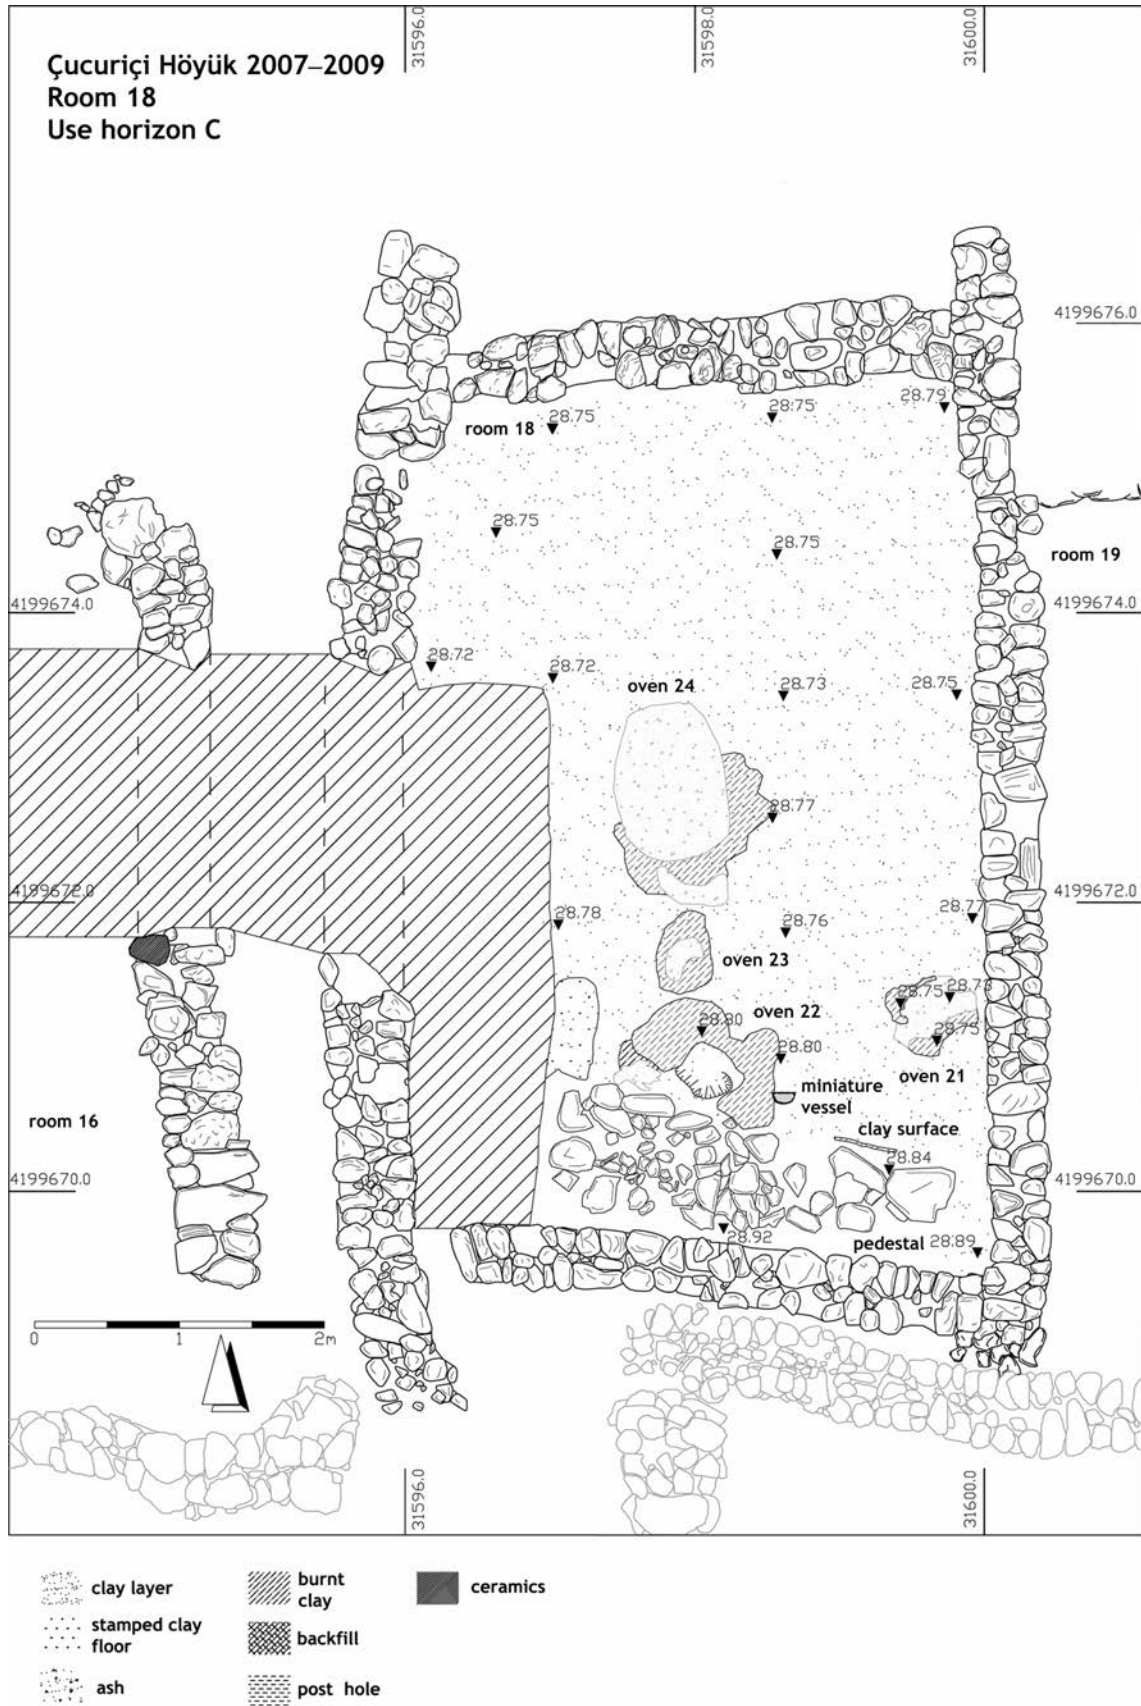 31596.0
31598.0
31600.0
Çucuriçi Höyük 2007–2009
Room 18
Use horizon C
4199676.0
28.79
28.75
28.75
room 18
28.75
28.75
room 19
4199674.0
4199674.0
28.72
28.72
28.73
28.75
oven 24
28.77
4199672.0
4199672.0
28.78
28.76
28.77
oven 23
28.75
28.73
oven 22
28.80
28.75
28.80
oven 21
miniature
vessel
room 16
clay surface
28.84
4199670.0
4199670.0
28.92
pedestal
28.89
0
1
2m
31596.0
31600.0
clay layer
burnt
clay
ceramics
stamped clay
floor
backfill
ash
post hole